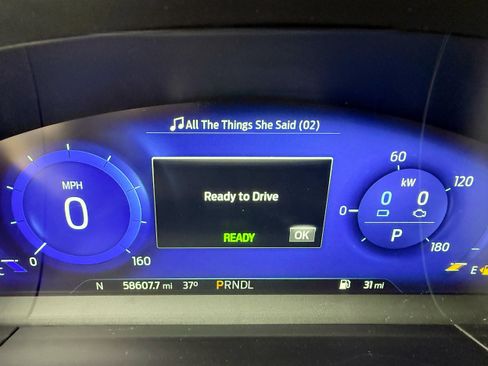 All The Things She Said (02)
60
MPH
kW
120
Ready to Drive
0
0
0
0
READY
OK
P
180
0
160
C
E
N
58607.7 mi
37°
PRNDL
31 mi